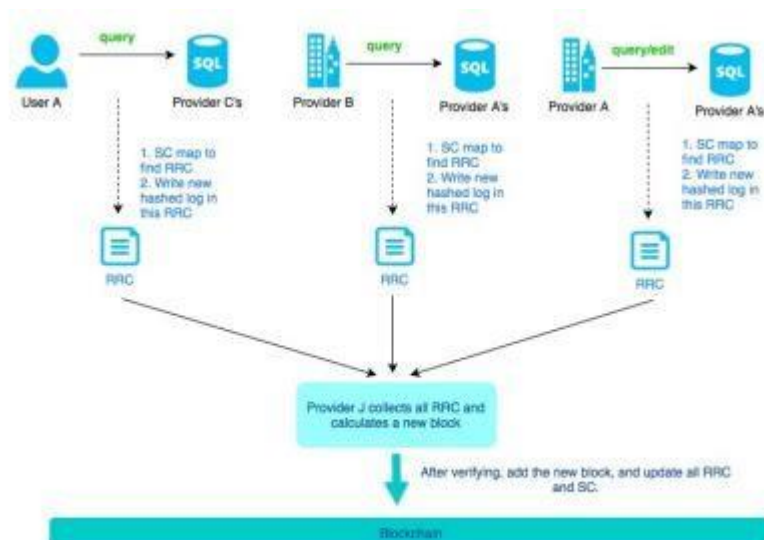 query
query
query/edit
SQL
SQL
SQL
User A
Provider C's
Provider B
Provider A's
Provider A
Provider A's
1. SC map to
find RRC
2. Write new
hashed log in
this RRC
1. SC map to
find RRC
2. Write new
hashed log in
this RRC
1. SC map to
find RRC
2. Write new
hashed log in
this RRC
RRC
RRC
RRC
Provider J collects all RRC and
calculates a new block
After verifying, add the new block, and update all RRC
and SC.
Blockchain